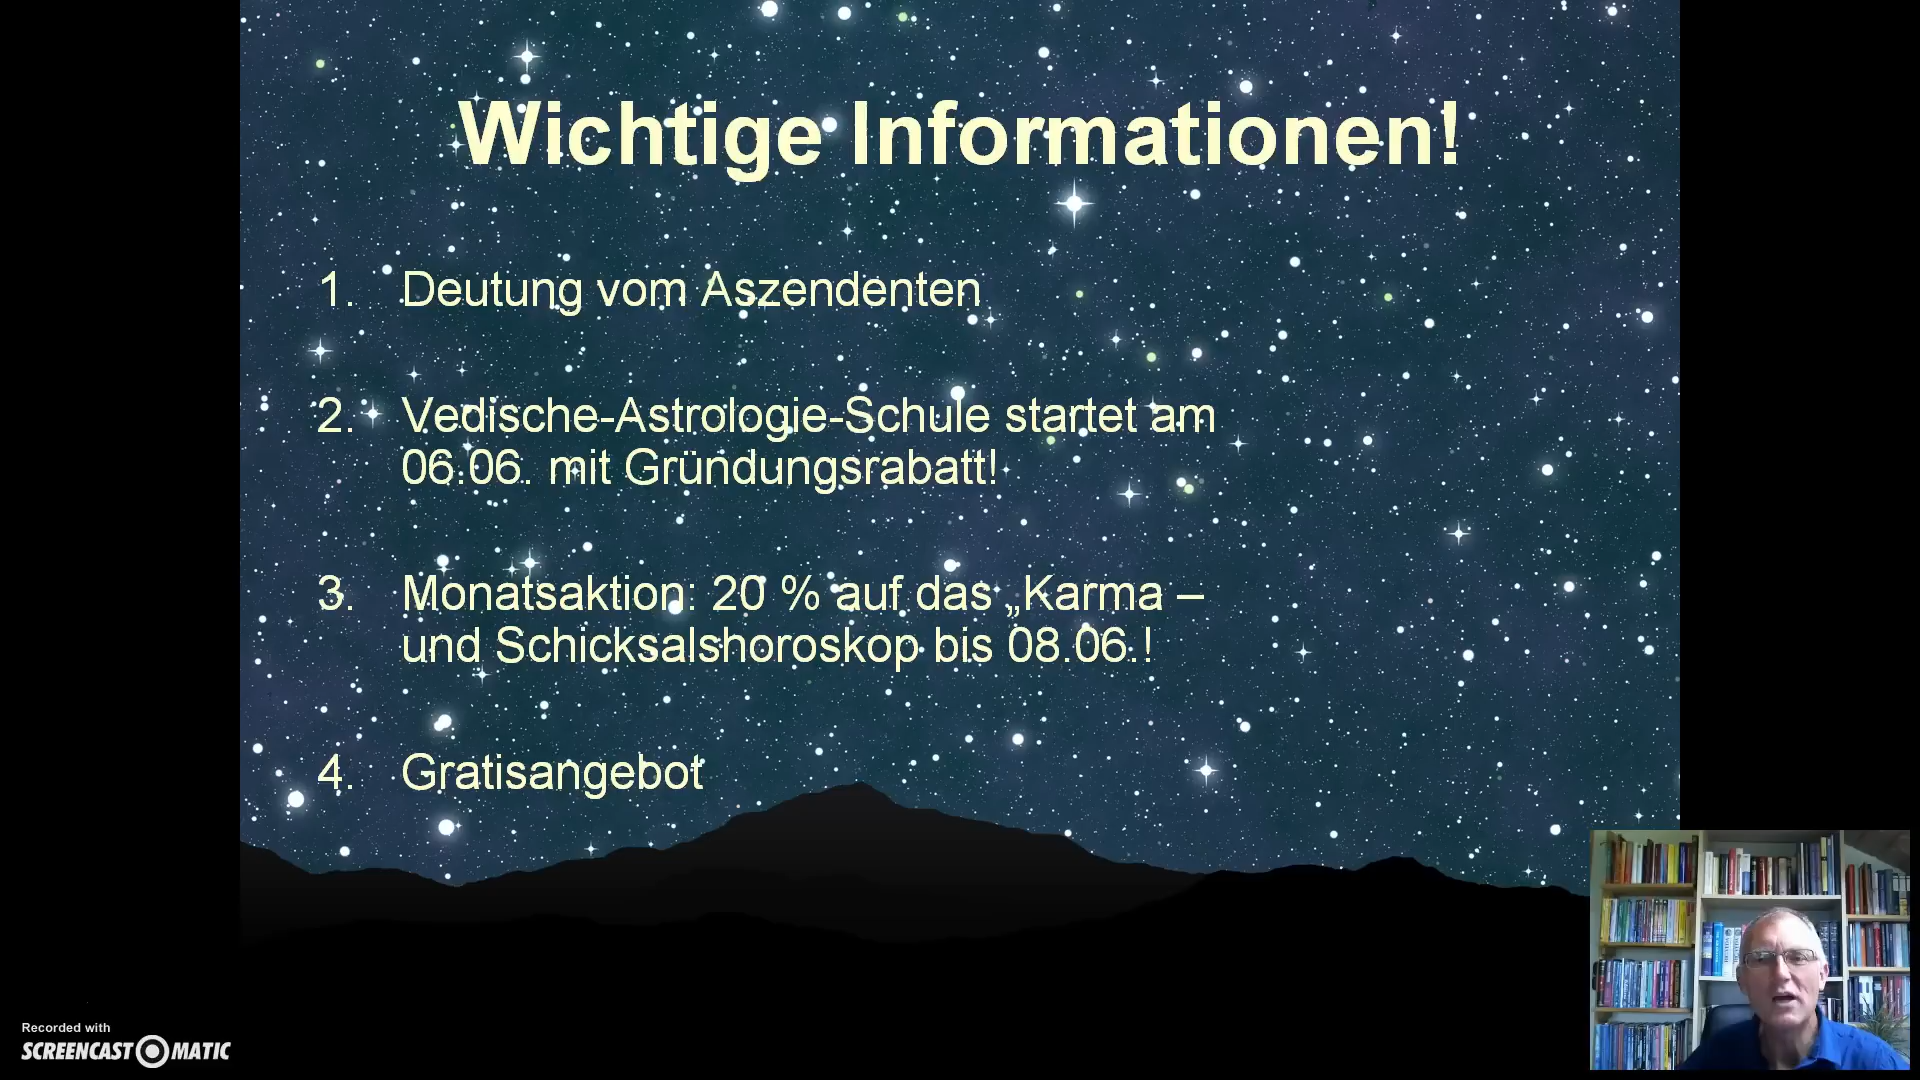 Wichtige Informationen!
1. Deutung vom Aszendenten
2. Vedische-Astrologie-Schule startet am
06.06. mit Gründungsrabatt!
3. Monatsaktion: 20 % auf das „Karma –
und Schicksalshoroskop bis 08.06.!
4. Gratisangebot
Recorded with
SCREENCAST MATIC